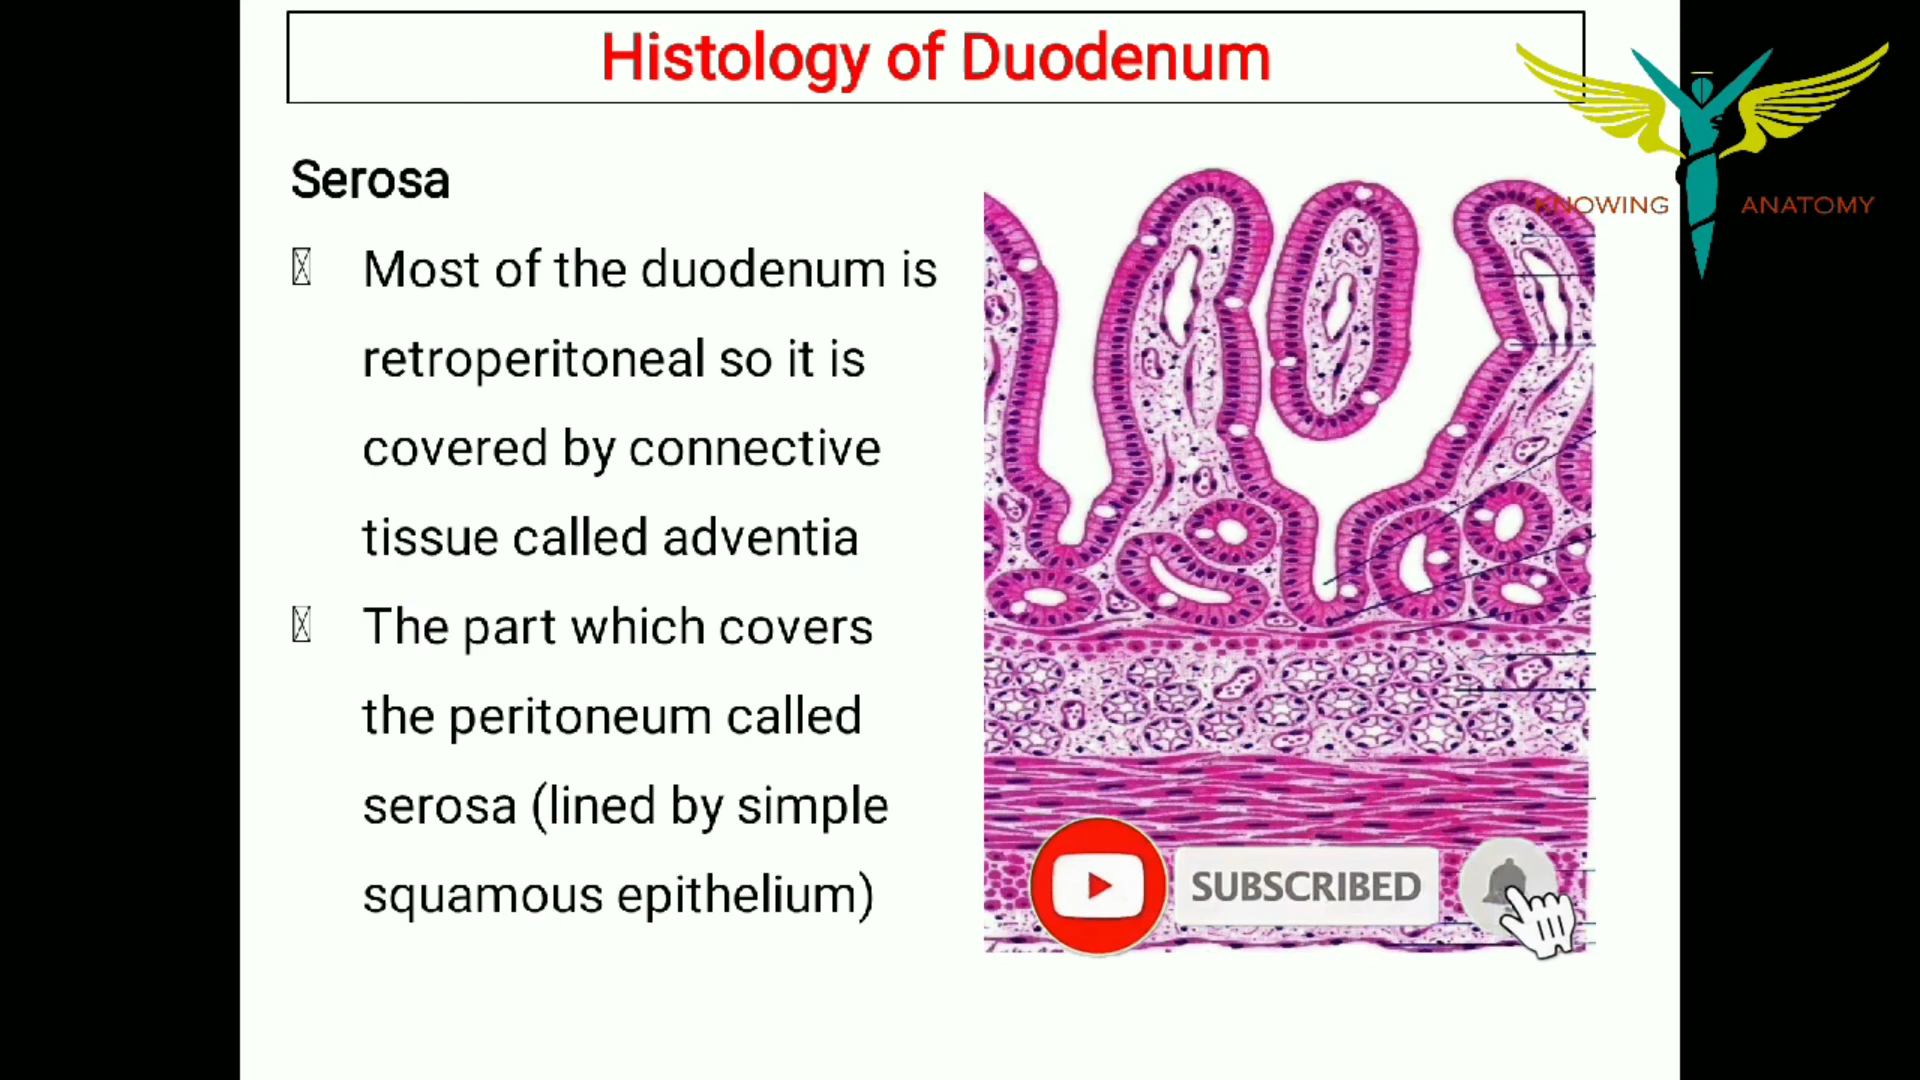 Histology of Duodenum
KNOWING ANATOMY
Serosa
Most of the duodenum is
retroperitoneal so it is
covered by connective
tissue called adventia
The part which covers
the peritoneum called
serosa (lined by simple
squamous epithelium)
SUBSCRIBED